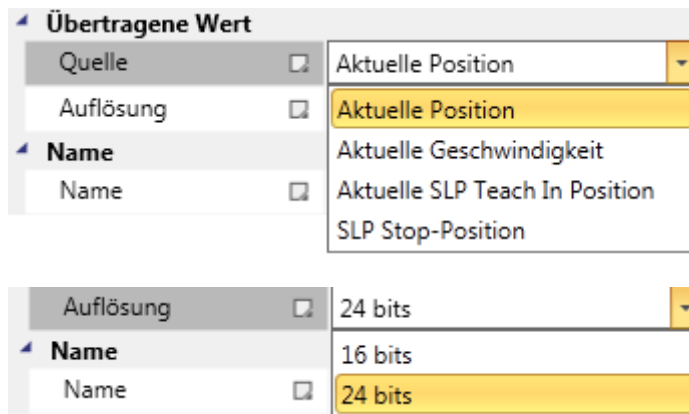 Übertragene Wert
Quelle Aktuelle Position
Auflösung Aktuelle Position
Name Aktuelle Geschwindigkeit
Name Aktuelle SLP Teach In Position
SLP Stop-Position
Auflösung 24 bits
Name 16 bits
Name 24 bits